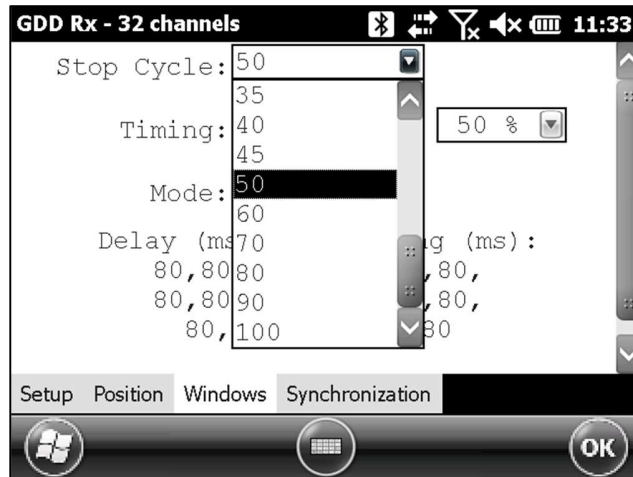 GDD Rx - 32 channels 11:33
Stop Cycle: 50
35
Timing: 40 50 %
45
Mode: 50
60
Delay (ms 70 g (ms):
80,80 80 ,80,
80,80 90 ,80,
80, 100 80
Setup Position Windows Synchronization
OK